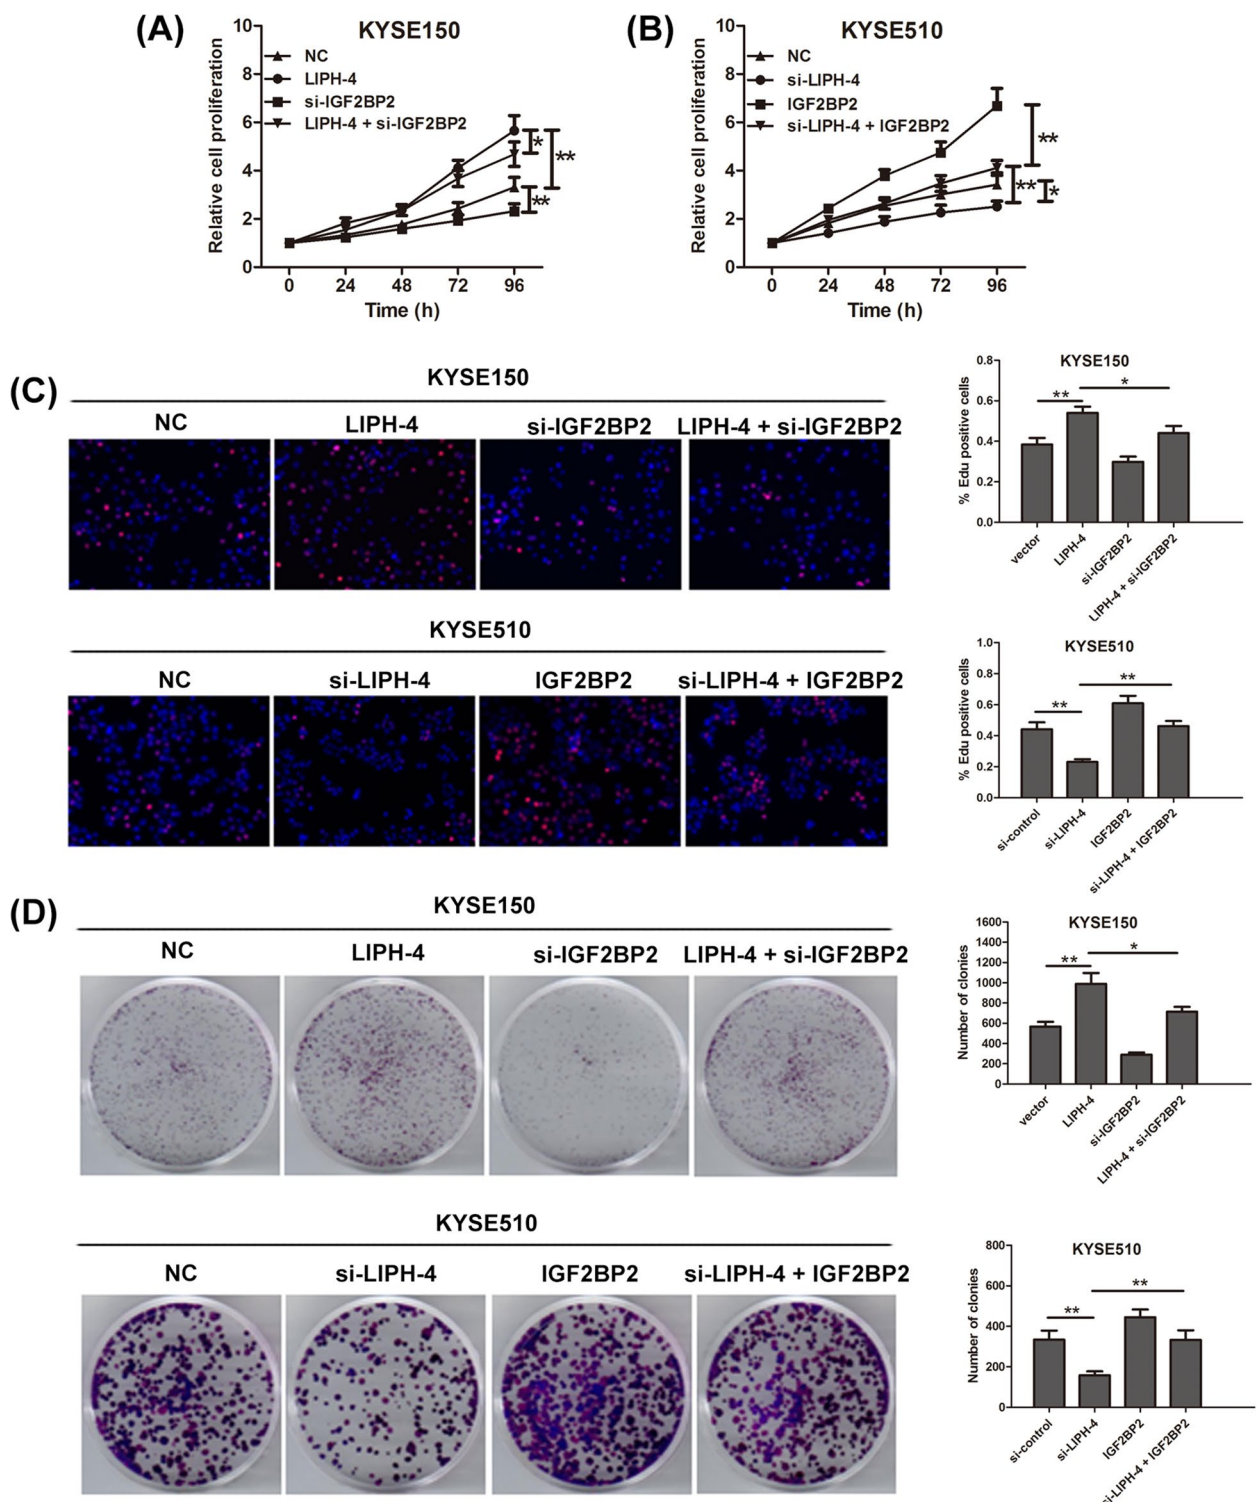 (A)
KYSE150
Relative cell proliferation
10
8
6
4
2
0
NC
LIPH-4
si-IGF2BP2
LIPH-4 + si-IGF2BP2
*
**
**
0 24 48 72 96
Time (h)
(B)
KYSE510
Relative cell proliferation
10
8
6
4
2
0
NC
si-LIPH-4
IGF2BP2
si-LIPH-4 + IGF2BP2
**
**
*
0 24 48 72 96
Time (h)
(C)
KYSE150
NC LIPH-4 si-IGF2BP2 LIPH-4 + si-IGF2BP2
KYSE150
% Edu positive cells
0.8
0.6
0.4
0.2
0.0
** *
vector LIPH-4 si-IGF2BP2 LIPH-4 + si-IGF2BP2
KYSE510
NC si-LIPH-4 IGF2BP2 si-LIPH-4 + IGF2BP2
KYSE510
% Edu positive cells
1.0
0.8
0.6
0.4
0.2
0.0
** **
si-control si-LIPH-4 IGF2BP2 si-LIPH-4 + IGF2BP2
(D)
KYSE150
NC LIPH-4 si-IGF2BP2 LIPH-4 + si-IGF2BP2
KYSE150
Number of clonies
1600
1400
1200
1000
800
600
400
200
0
** *
vector LIPH-4 si-IGF2BP2 LIPH-4 + si-IGF2BP2
KYSE510
NC si-LIPH-4 IGF2BP2 si-LIPH-4 + IGF2BP2
KYSE510
Number of clonies
800
600
400
200
0
** **
si-control si-LIPH-4 IGF2BP2 si-LIPH-4 + IGF2BP2